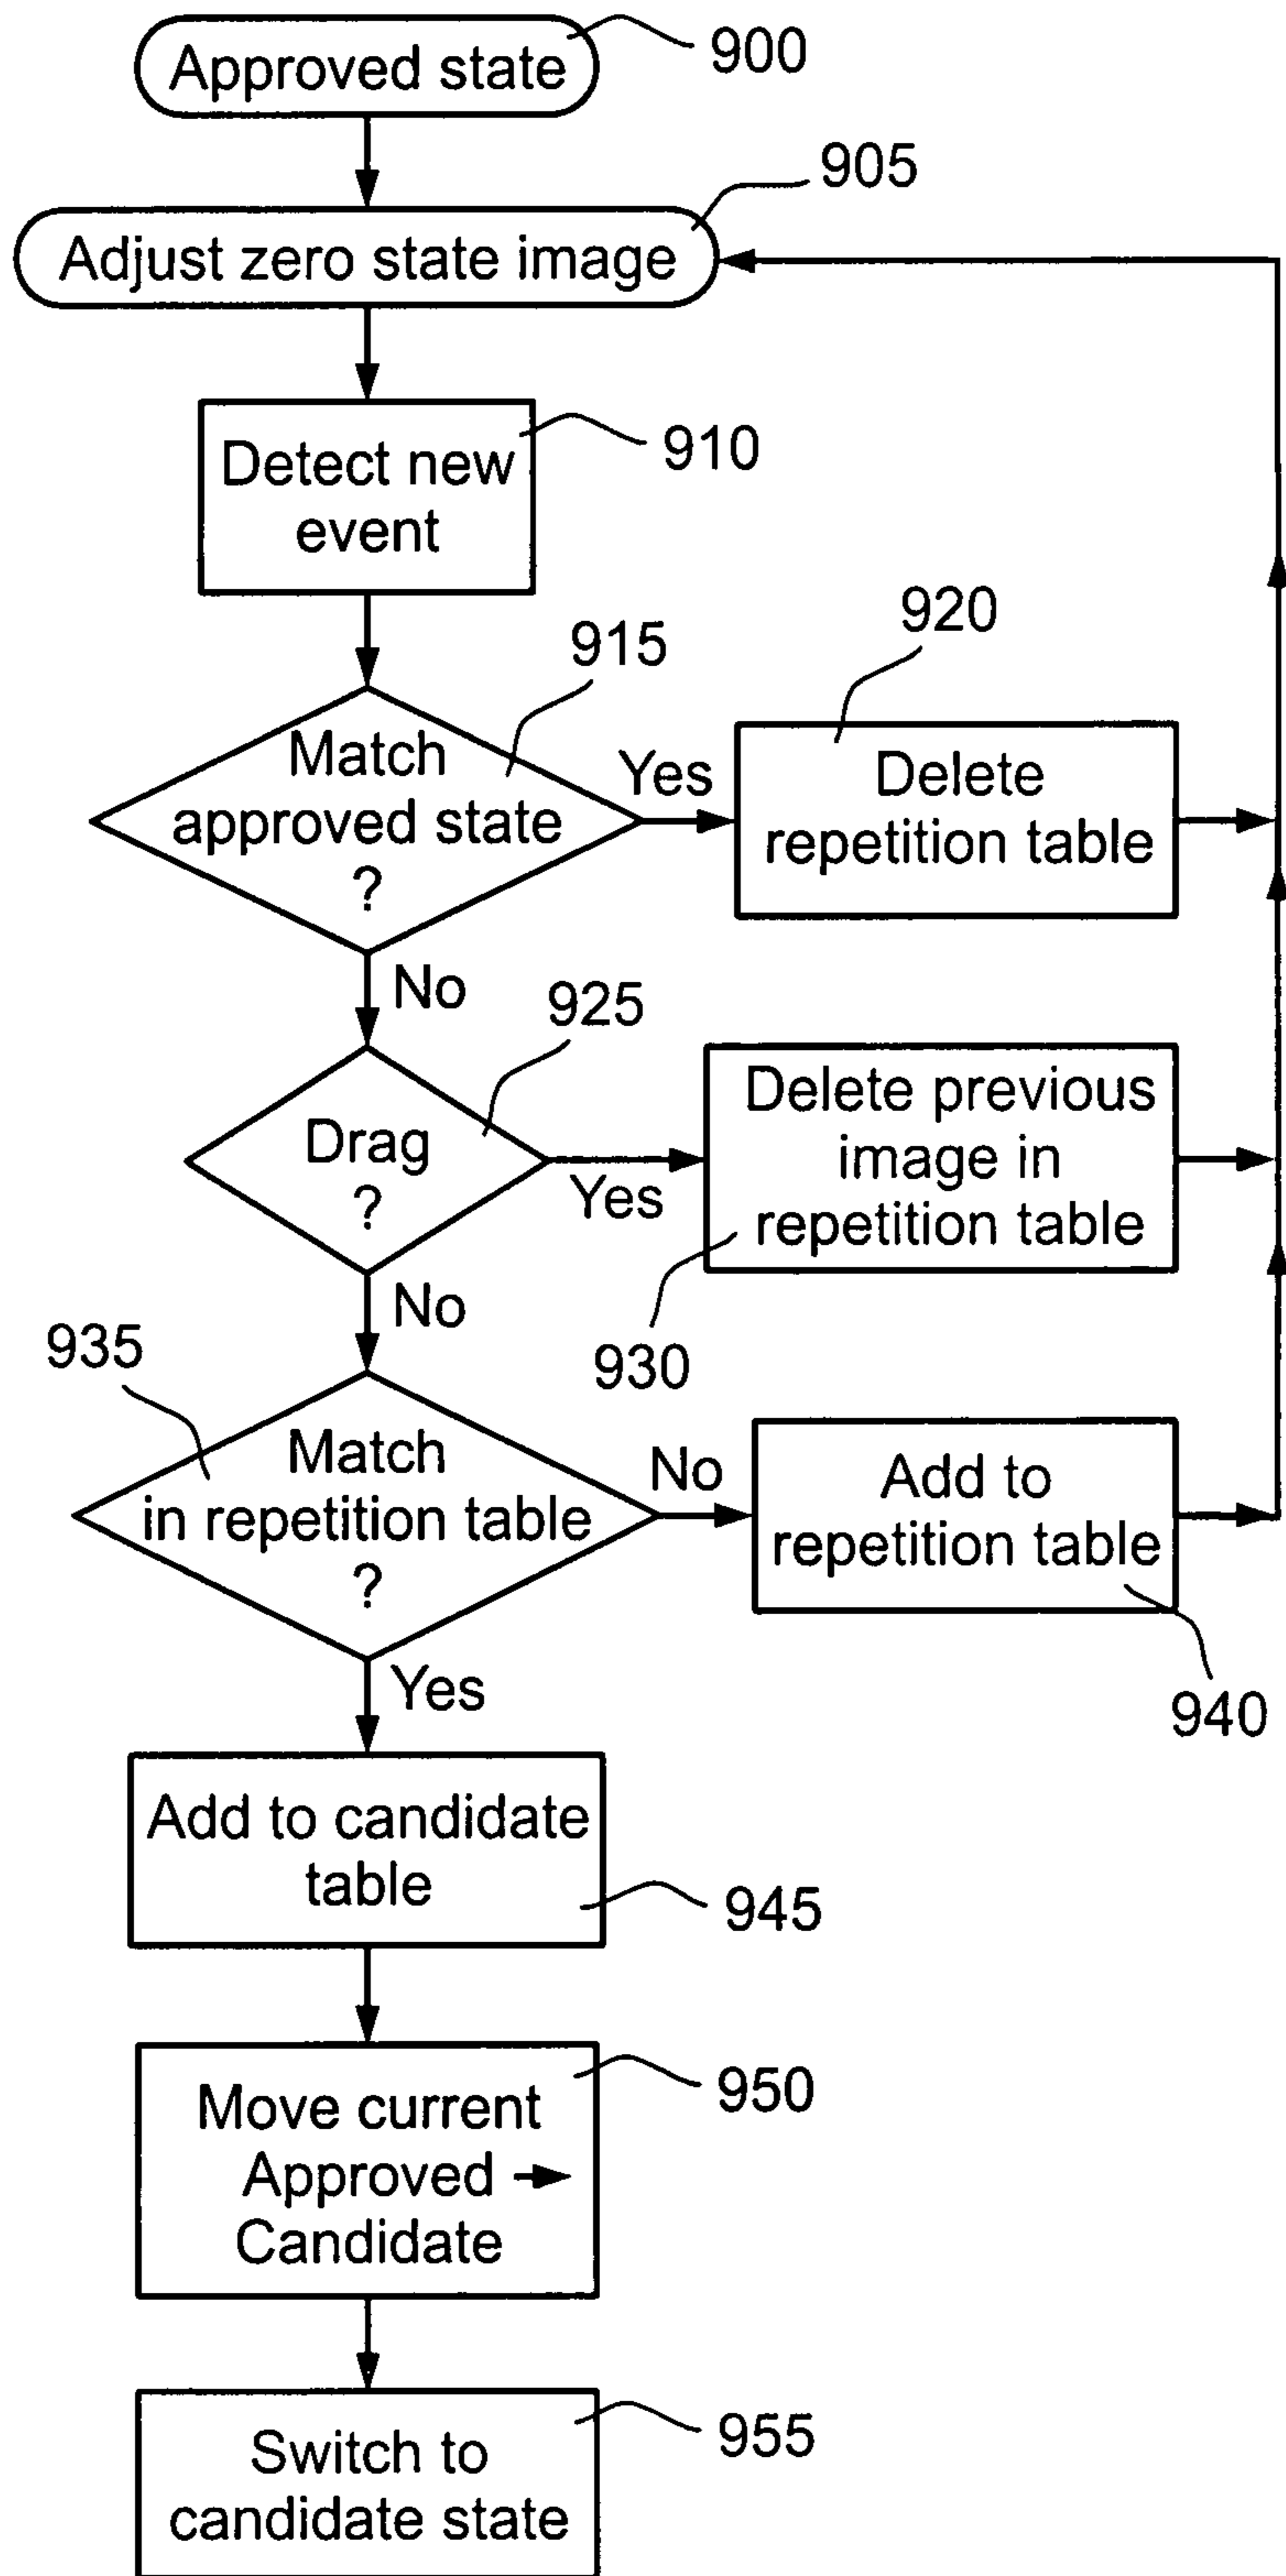 Approved state
900
905
Adjust zero state image
Detect new
event
910
915
920
Match
approved state
?
Yes
Delete
repetition table
No
925
Drag
?
Yes
Delete previous
image in
repetition table
930
No
935
Match
in repetition table
?
No
Add to
repetition table
940
Yes
Add to candidate
table
945
Move current
Approved →
Candidate
950
Switch to
candidate state
955